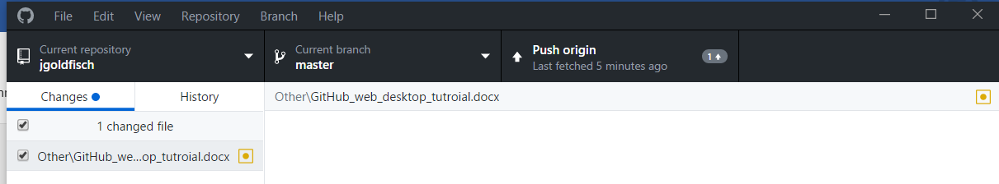 File Edit View Repository Branch Help
Current repository
jgoldfisch
Current branch
master
Push origin
Last fetched 5 minutes ago
1
Changes
History
Other\GitHub_web_desktop_tutroial.docx
1 changed file
Other\GitHub_we...op_tutroial.docx